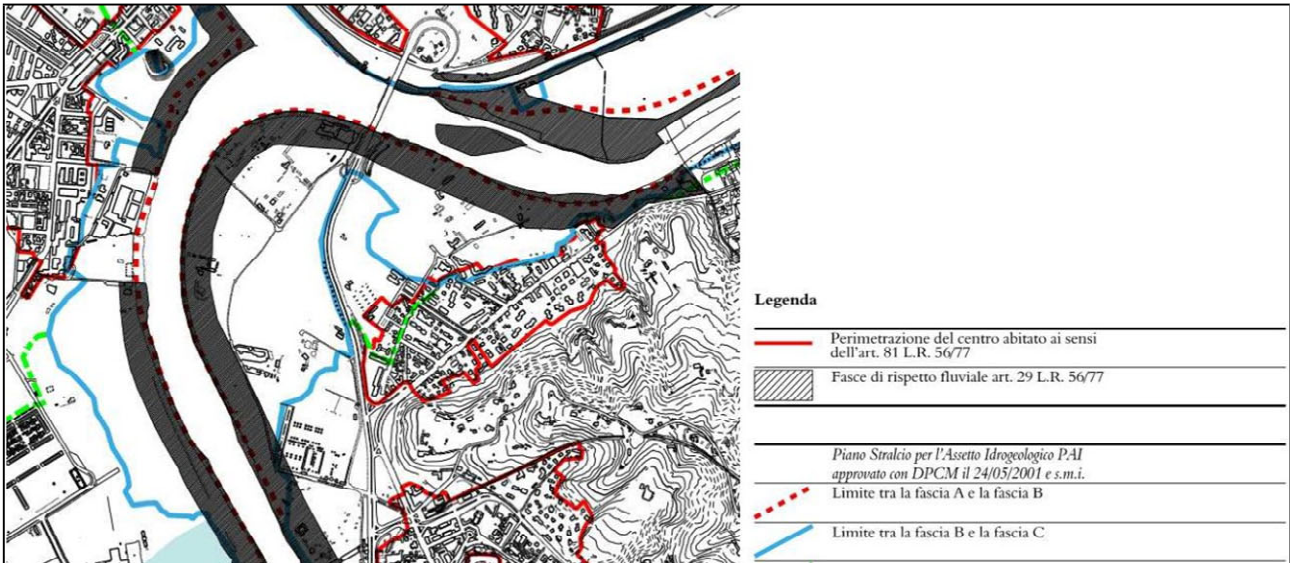 Legenda
Perimetrazione del centro abitato ai sensi
dell'art. 81 L.R. 56/77
Fasce di rispetto fluviale art. 29 L.R. 56/77
Piano Stralcio per l'Assetto Idrogeologico PAI
approvato con DPCM il 24/05/2001 e s.m.i.
Limite tra la fascia A e la fascia B
Limite tra la fascia B e la fascia C